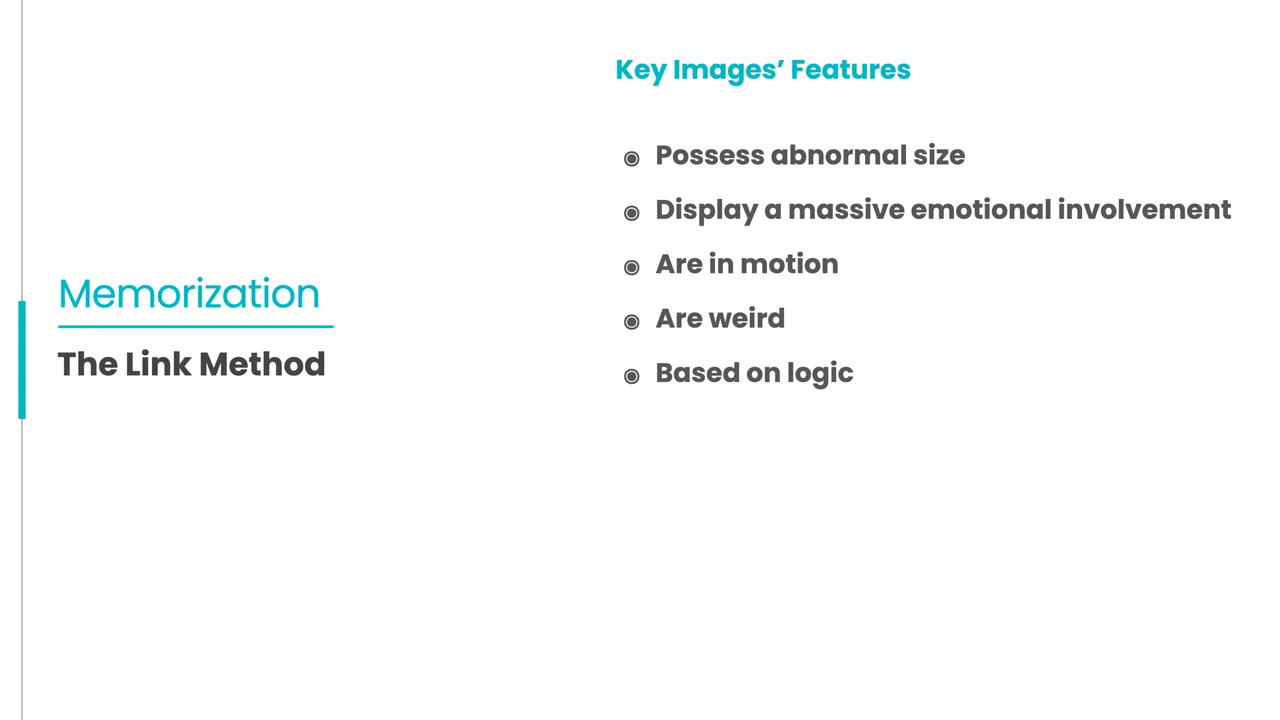 Memorization
The Link Method
Key Images’ Features
Possess abnormal size
Display a massive emotional involvement
Are in motion
Are weird
Based on logic